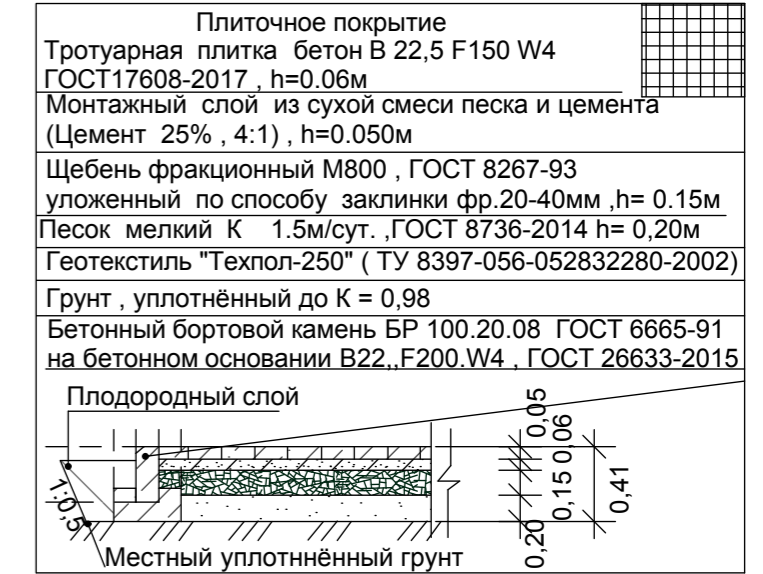 Плиточное покрытие
Тротуарная плитка бетон В 22,5 F150 W4
ГОСТ17608-2017 , h=0.06м
Монтажный слой из сухой смеси песка и цемента
(Цемент 25% , 4:1) , h=0.050м
Щебень фракционный М800 , ГОСТ 8267-93
уложенный по способу заклинки фр.20-40мм ,h= 0.15м
Песок мелкий К 1.5м/сут. ,ГОСТ 8736-2014 h= 0,20м
Геотекстиль "Техпол-250" ( ТУ 8397-056-052832280-2002)
Грунт , уплотнённый до К = 0,98
Бетонный бортовой камень БР 100.20.08 ГОСТ 6665-91
на бетонном основании В22,,F200.W4 , ГОСТ 26633-2015
Плодородный слой
0,05
0,06
0,15
0,41
0,20
1:0,5
Местный уплотннённый грунт